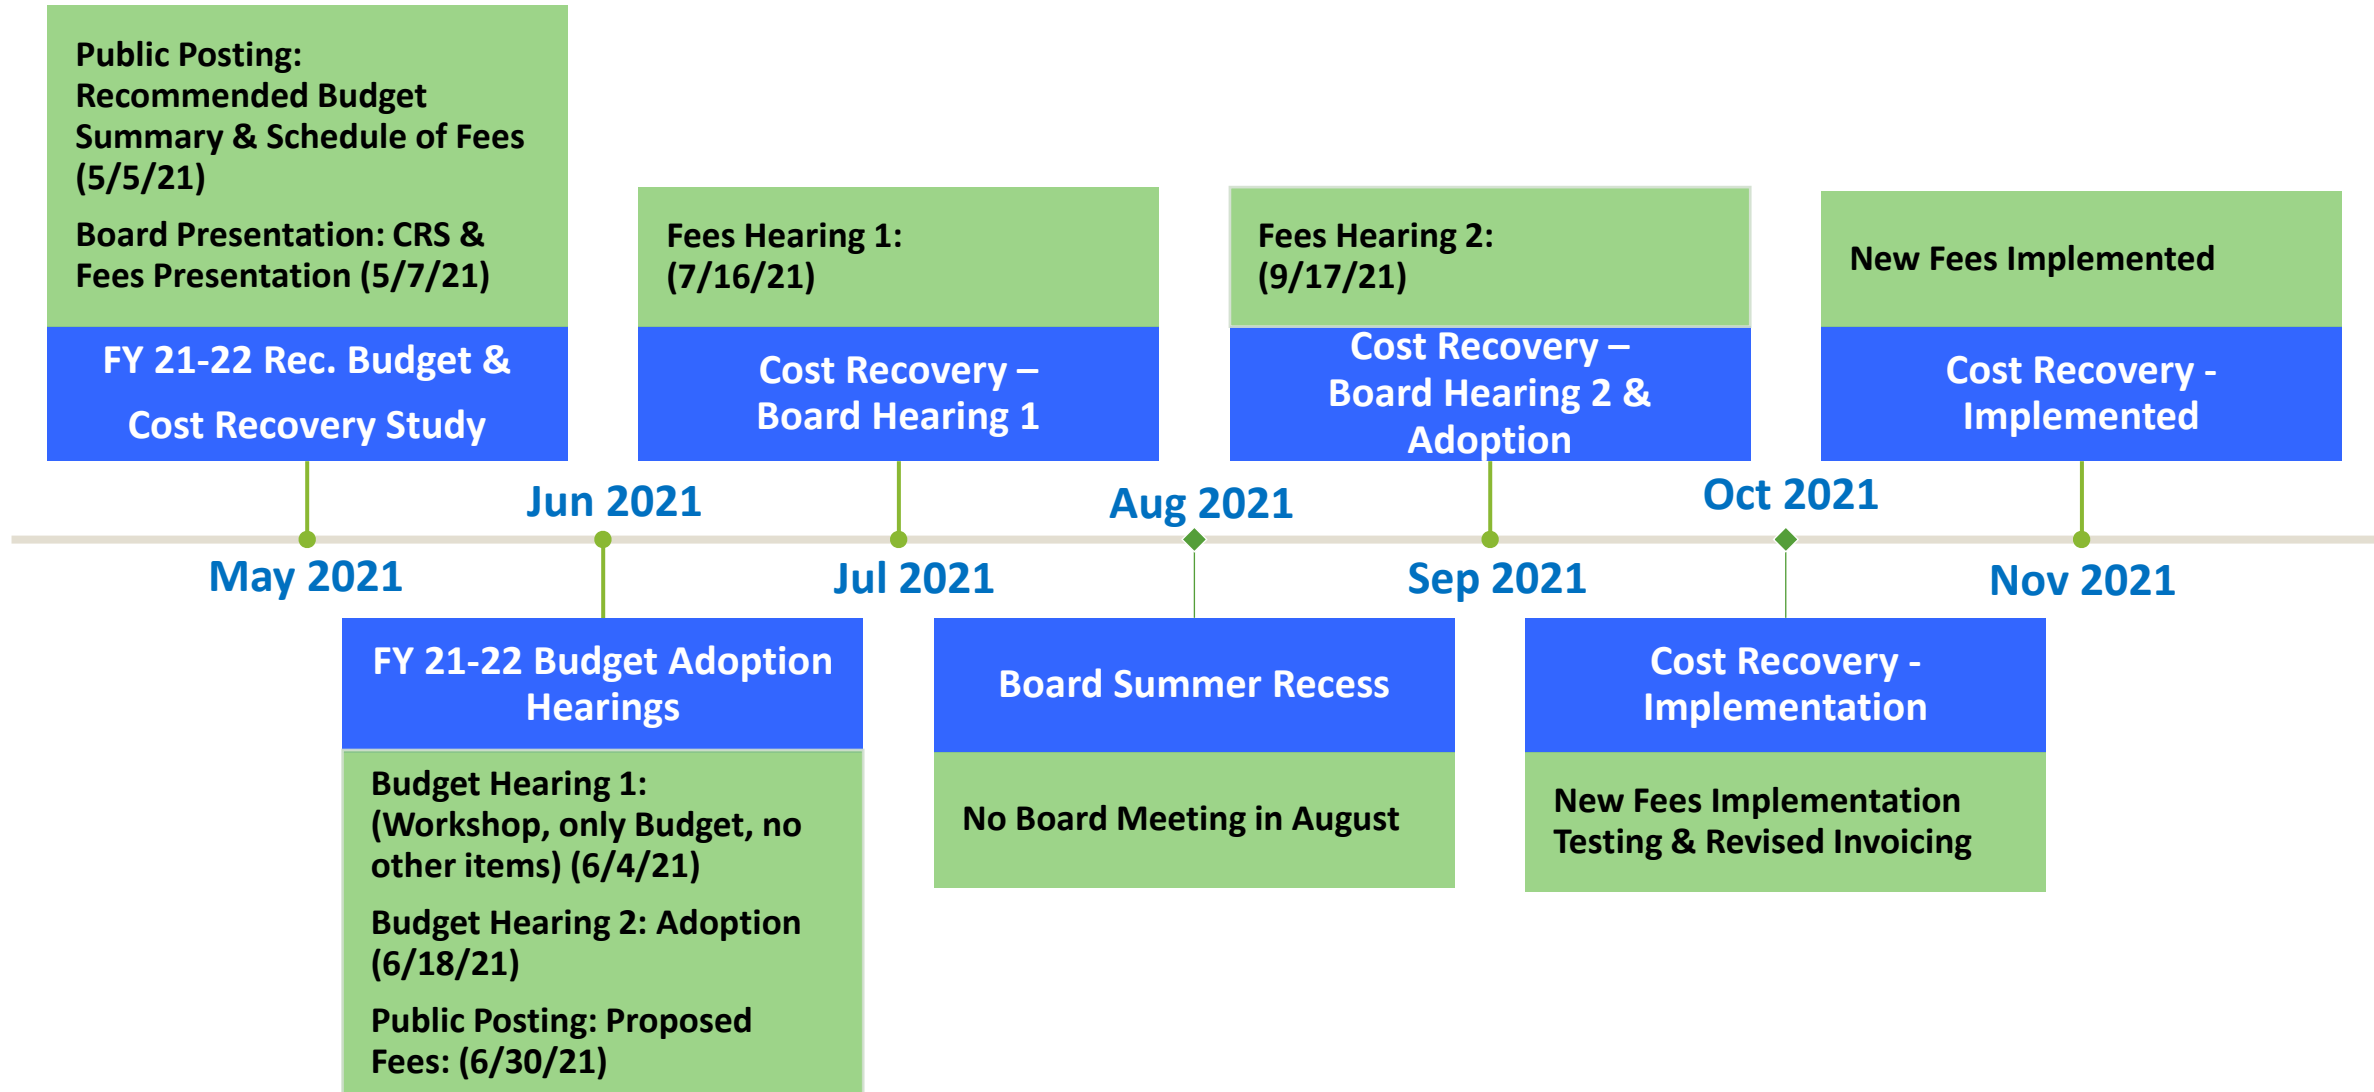 Public Posting:
Recommended Budget
Summary & Schedule of Fees
(5/5/21)
Board Presentation: CRS &
Fees Presentation (5/7/21)
FY 21-22 Rec. Budget &
Cost Recovery Study
May 2021
Jun 2021
FY 21-22 Budget Adoption
Hearings
Budget Hearing 1:
(Workshop, only Budget, no
other items) (6/4/21)
Budget Hearing 2: Adoption
(6/18/21)
Public Posting: Proposed
Fees: (6/30/21)
Fees Hearing 1:
(7/16/21)
Cost Recovery –
Board Hearing 1
Jul 2021
Aug 2021
Board Summer Recess
No Board Meeting in August
Fees Hearing 2:
(9/17/21)
Cost Recovery –
Board Hearing 2 &
Adoption
Sep 2021
Oct 2021
Cost Recovery -
Implementation
New Fees Implementation
Testing & Revised Invoicing
New Fees Implemented
Cost Recovery -
Implemented
Nov 2021